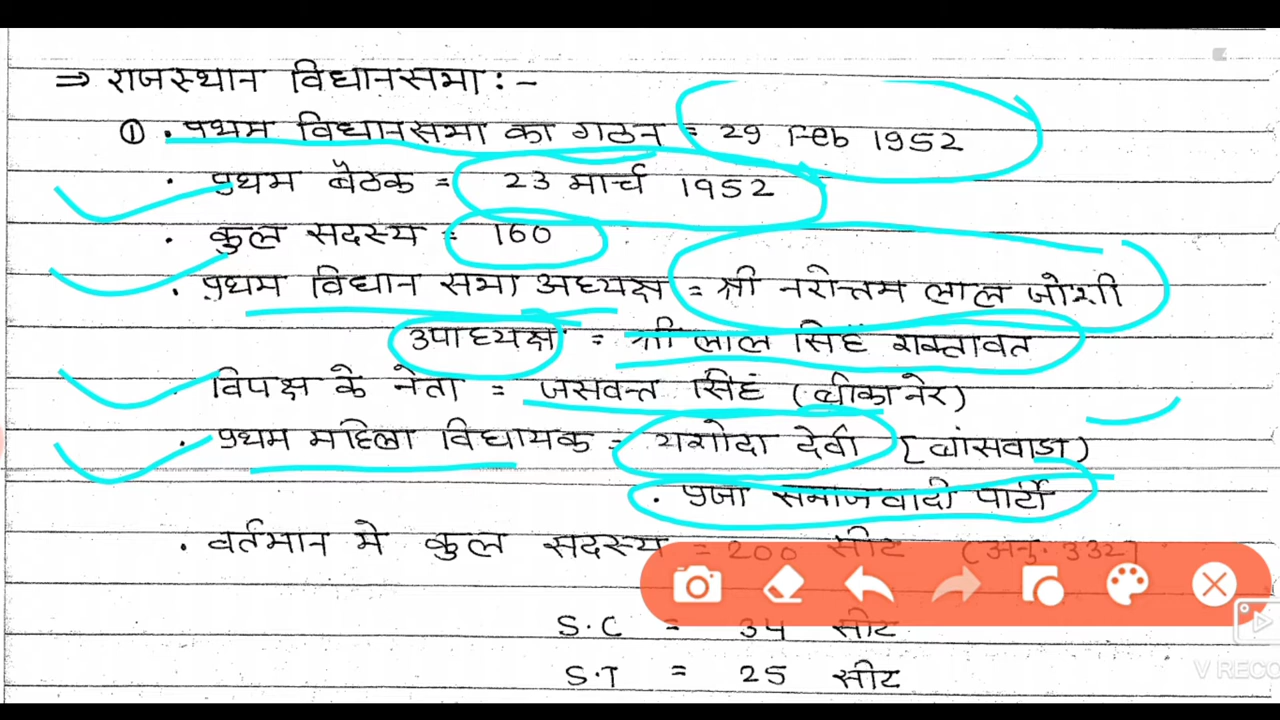 ⇒ राजस्थान विधानसभा :-
① . प्रथम विधानसभा का गठन = 29 Feb 1952
. प्रथम बैठक = 23 मार्च 1952
. कुल सदस्य = 160
. प्रथम विधान सभा अध्यक्ष = श्री नरोत्तम लाल जोशी
उपाध्यक्ष = श्री लाल सिहं शक्तावत
विपक्ष के नेता = जसवन्त सिहं (बीकानेर)
. प्रथम महिला विधायक = यशोदा देवी (बांसवाडा)
. प्रजा समाजवादी पार्टी
. वर्तमान मे कुल सदस्य = 200 सीट (अनु. 332)
S.C = 34 सीट
S.T = 25 सीट
V RECO